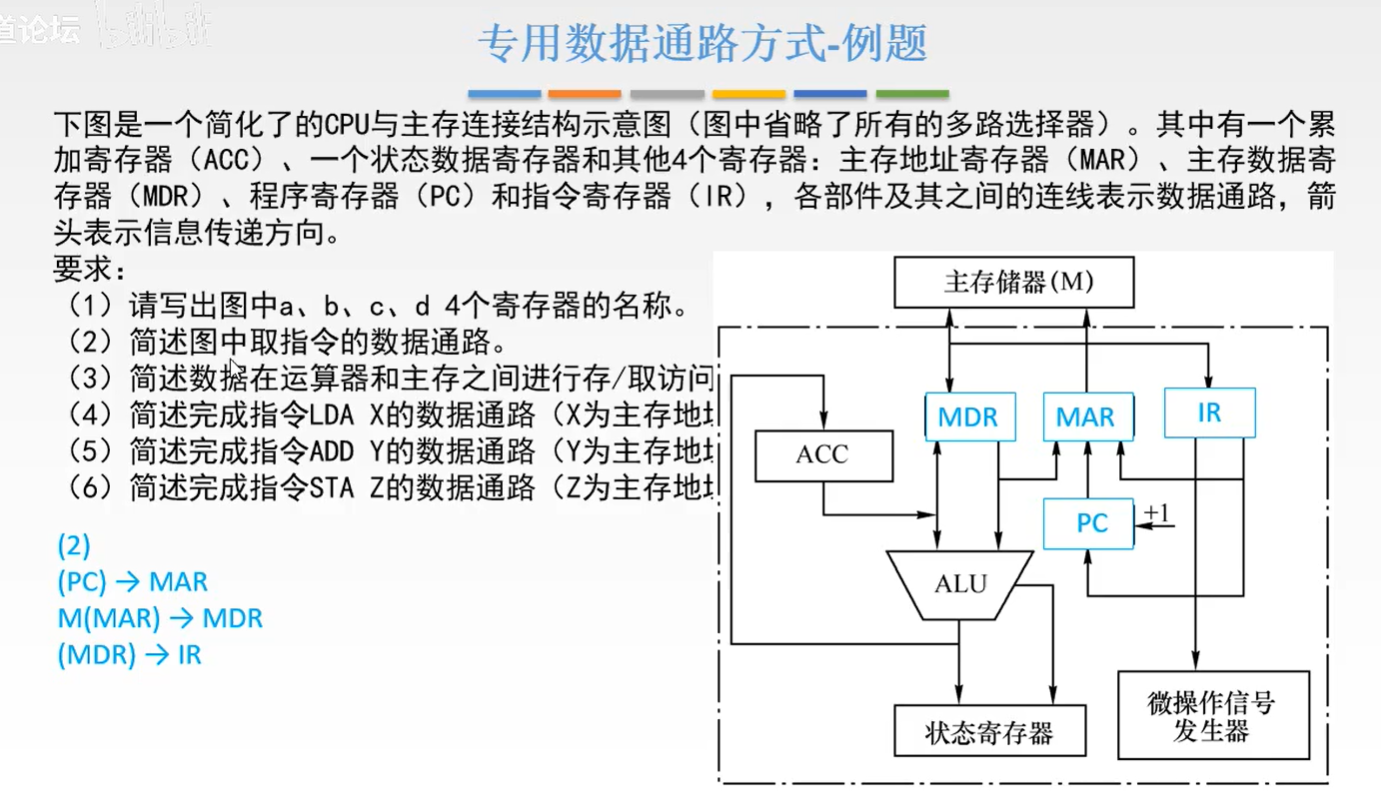 道论坛
bilibili
专用数据通路方式-例题
下图是一个简化了的CPU与主存连接结构示意图（图中省略了所有的多路选择器）。其中有一个累
加寄存器（ACC）、一个状态数据寄存器和其他4个寄存器：主存地址寄存器（MAR）、主存数据寄
存器（MDR）、程序寄存器（PC）和指令寄存器（IR），各部件及其之间的连线表示数据通路，箭
头表示信息传递方向。
要求：
（1）请写出图中a、b、c、d 4个寄存器的名称。
（2）简述图中取指令的数据通路。
（3）简述数据在运算器和主存之间进行存/取访问
（4）简述完成指令LDA X的数据通路（X为主存地
（5）简述完成指令ADD Y的数据通路（Y为主存地
（6）简述完成指令STA Z的数据通路（Z为主存地
(2)
(PC) → MAR
M(MAR) → MDR
(MDR) → IR
主存储器(M)
MDR
MAR
IR
ACC
PC
+1
ALU
状态寄存器
微操作信号
发生器